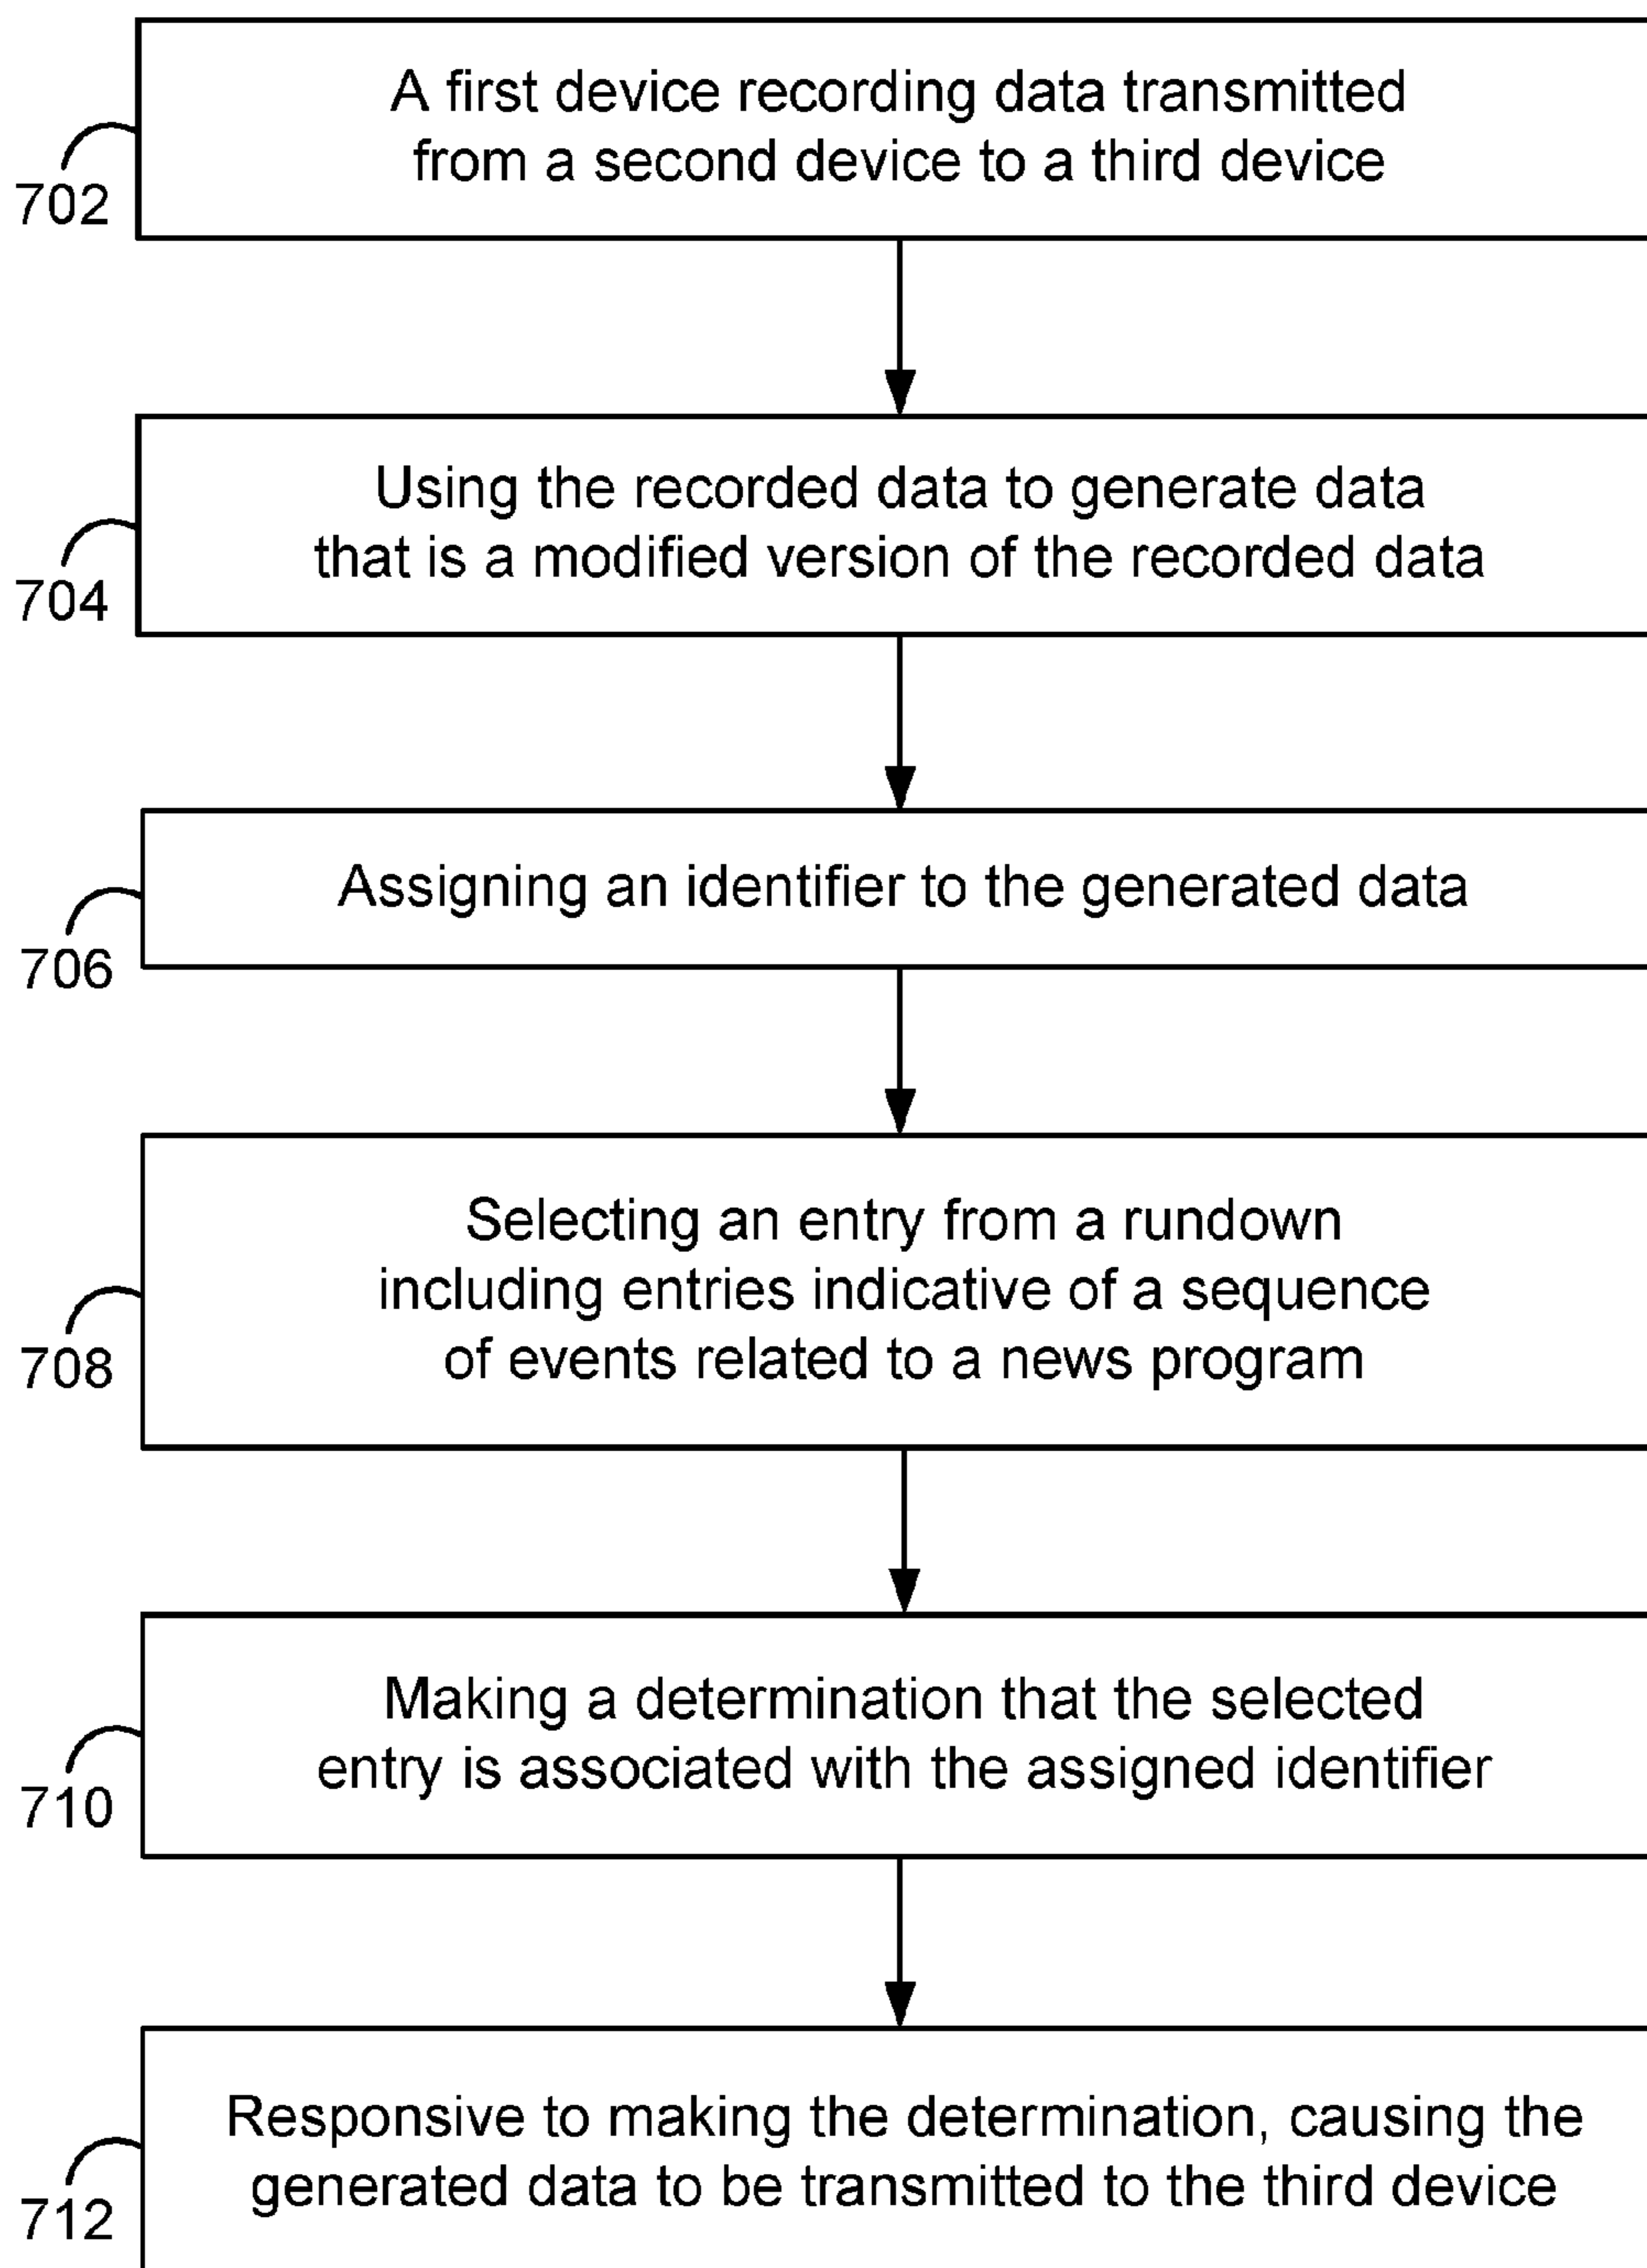 A first device recording data transmitted
from a second device to a third device
702
Using the recorded data to generate data
that is a modified version of the recorded data
704
Assigning an identifier to the generated data
706
Selecting an entry from a rundown
including entries indicative of a sequence
of events related to a news program
708
Making a determination that the selected
entry is associated with the assigned identifier
710
Responsive to making the determination, causing the
generated data to be transmitted to the third device
712